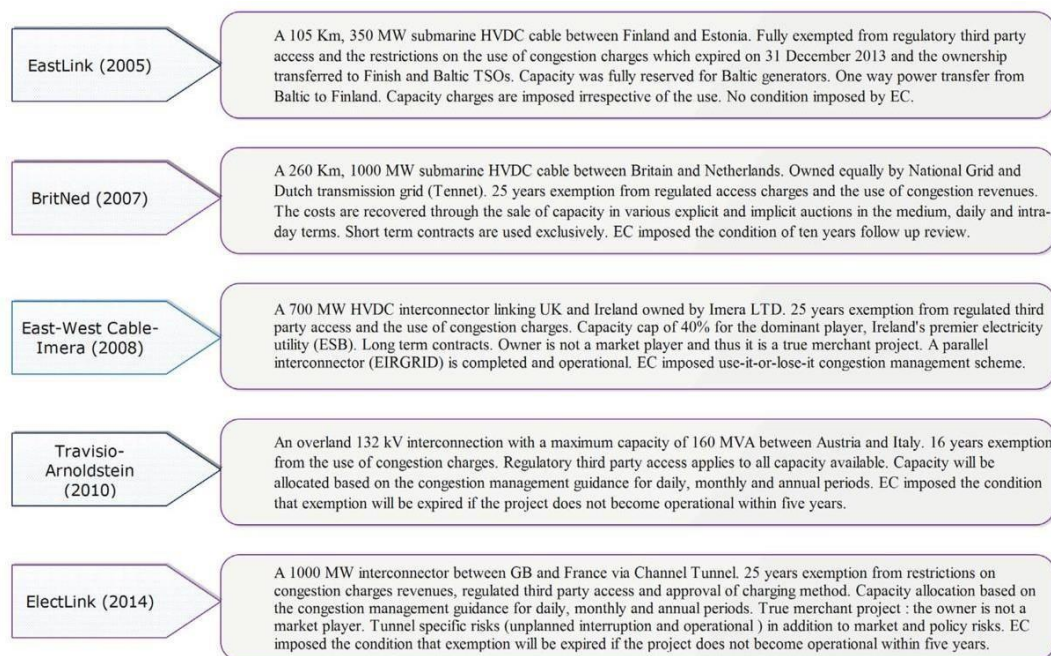 EastLink (2005)
A 105 Km, 350 MW submarine HVDC cable between Finland and Estonia. Fully exempted from regulatory third party
access and the restrictions on the use of congestion charges which expired on 31 December 2013 and the ownership
transferred to Finish and Baltic TSOs. Capacity was fully reserved for Baltic generators. One way power transfer from
Baltic to Finland. Capacity charges are imposed irrespective of the use. No condition imposed by EC.
BritNed (2007)
A 260 Km, 1000 MW submarine HVDC cable between Britain and Netherlands. Owned equally by National Grid and
Dutch transmission grid (Tennet). 25 years exemption from regulated access charges and the use of congestion revenues.
The costs are recovered through the sale of capacity in various explicit and implicit auctions in the medium, daily and intra-
day terms. Short term contracts are used exclusively. EC imposed the condition of ten years follow up review.
East-West Cable-
Imera (2008)
A 700 MW HVDC interconnector linking UK and Ireland owned by Imera LTD. 25 years exemption from regulated third
party access and the use of congestion charges. Capacity cap of 40% for the dominant player, Ireland's premier electricity
utility (ESB). Long term contracts. Owner is not a market player and thus it is a true merchant project. A parallel
interconnector (EIRGRID) is completed and operational. EC imposed use-it-or-lose-it congestion management scheme.
Travisio-
Arnoldstein
(2010)
An overland 132 kV interconnection with a maximum capacity of 160 MVA between Austria and Italy. 16 years exemption
from the use of congestion charges. Regulatory third party access applies to all capacity available. Capacity will be
allocated based on the congestion management guidance for daily, monthly and annual periods. EC imposed the condition
that exemption will be expired if the project does not become operational within five years.
ElectLink (2014)
A 1000 MW interconnector between GB and France via Channel Tunnel. 25 years exemption from restrictions on
congestion charges revenues, regulated third party access and approval of charging method. Capacity allocation based on
the congestion management guidance for daily, monthly and annual periods. True merchant project : the owner is not a
market player. Tunnel specific risks (unplanned interruption and operational ) in addition to market and policy risks. EC
imposed the condition that exemption will be expired if the project does not become operational within five years.